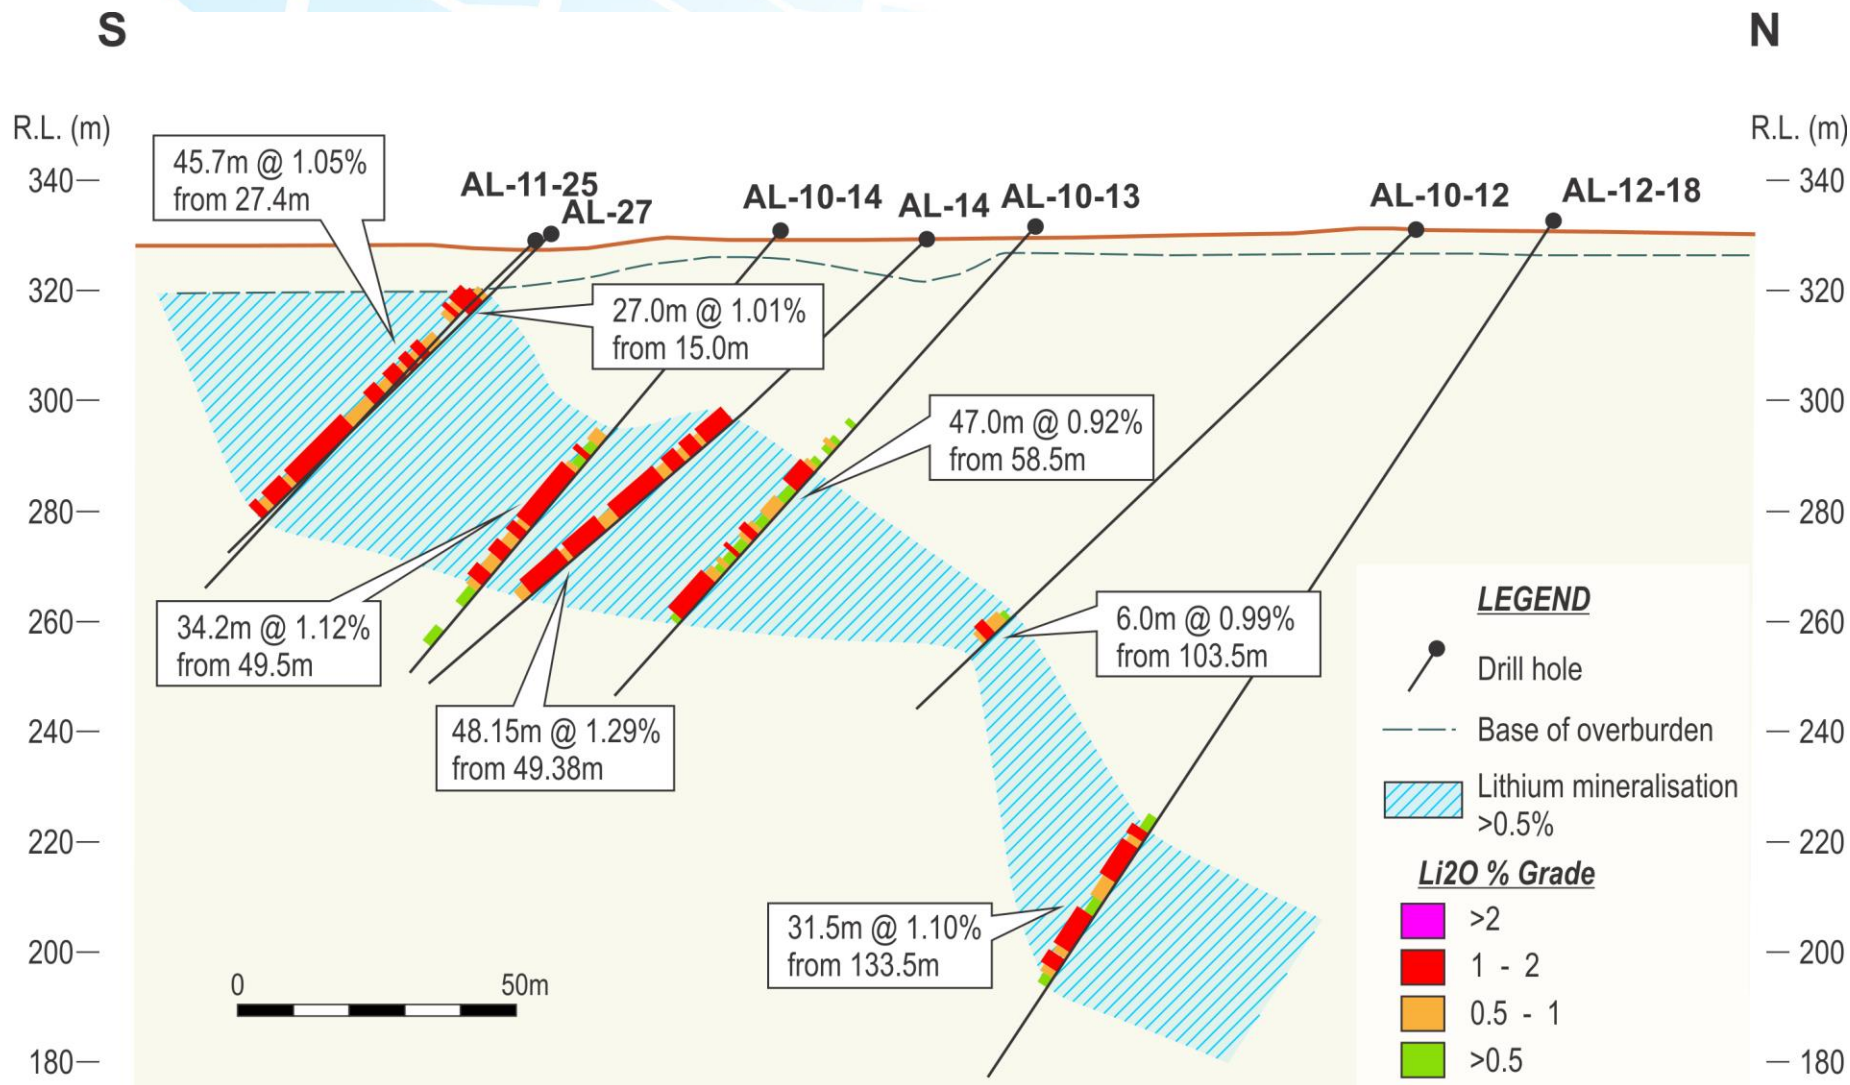 S
N
R.L. (m)
R.L. (m)
340
320
300
280
260
240
220
200
180
340
320
300
280
260
240
220
200
180
AL-11-25
AL-27
AL-10-14
AL-14
AL-10-13
AL-10-12
AL-12-18
45.7m @ 1.05%
from 27.4m
27.0m @ 1.01%
from 15.0m
47.0m @ 0.92%
from 58.5m
34.2m @ 1.12%
from 49.5m
6.0m @ 0.99%
from 103.5m
48.15m @ 1.29%
from 49.38m
31.5m @ 1.10%
from 133.5m
0
50m
LEGEND
Drill hole
Base of overburden
Lithium mineralisation
>0.5%
Li2O % Grade
>2
1 - 2
0.5 - 1
>0.5